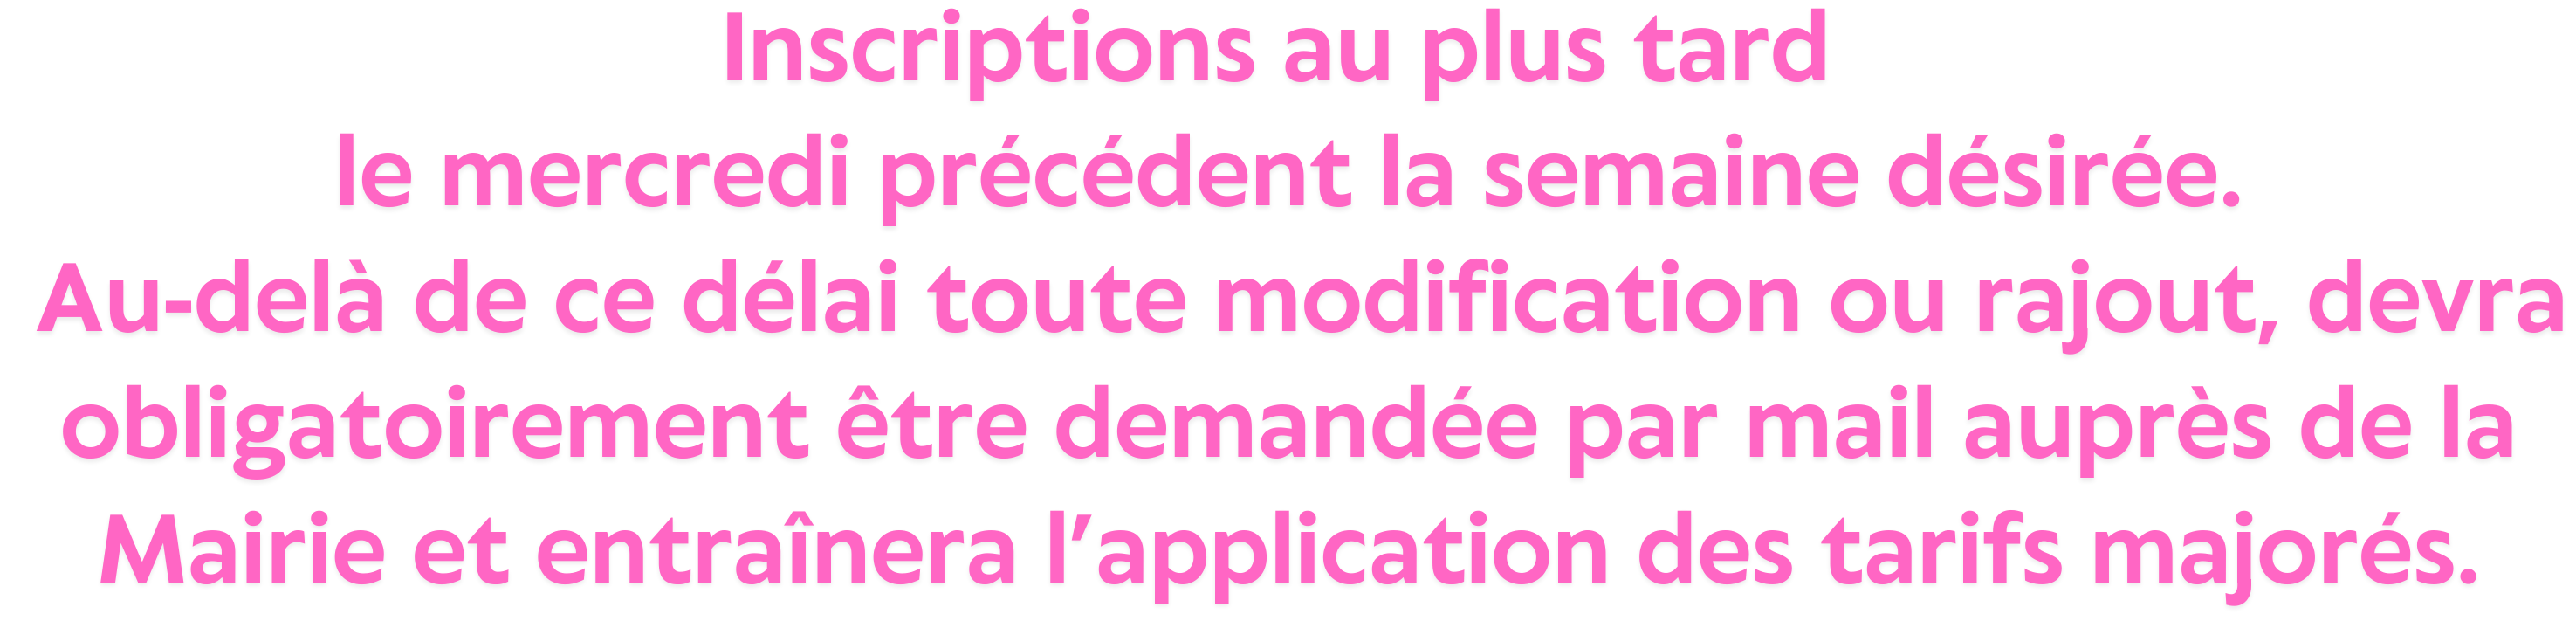 Inscriptions au plus tard
le mercredi précédent la semaine désirée.
Au-delà de ce délai toute modification ou rajout, devra
obligatoirement être demandée par mail auprès de la
Mairie et entraînera l’application des tarifs majorés.